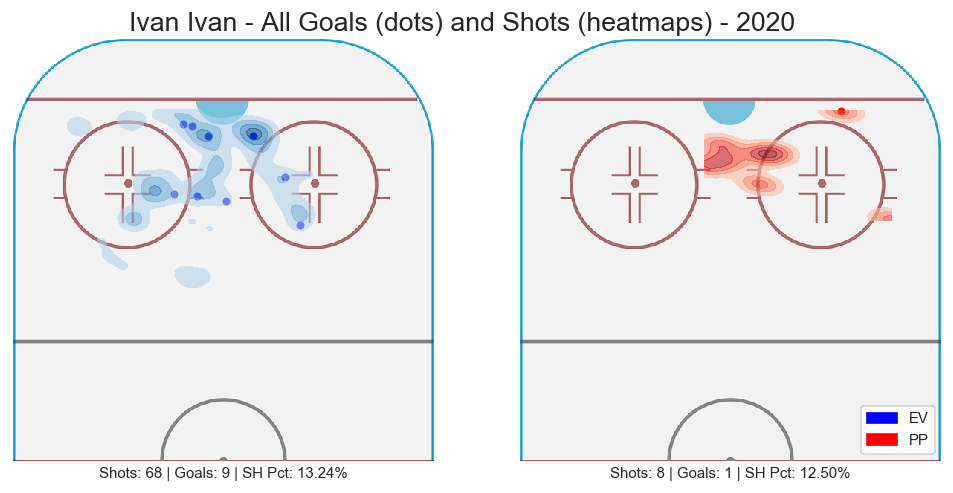 Ivan Ivan - All Goals (dots) and Shots (heatmaps) - 2020
EV
PP
Shots: 68 | Goals: 9 | SH Pct: 13.24%
Shots: 8 | Goals: 1 | SH Pct: 12.50%